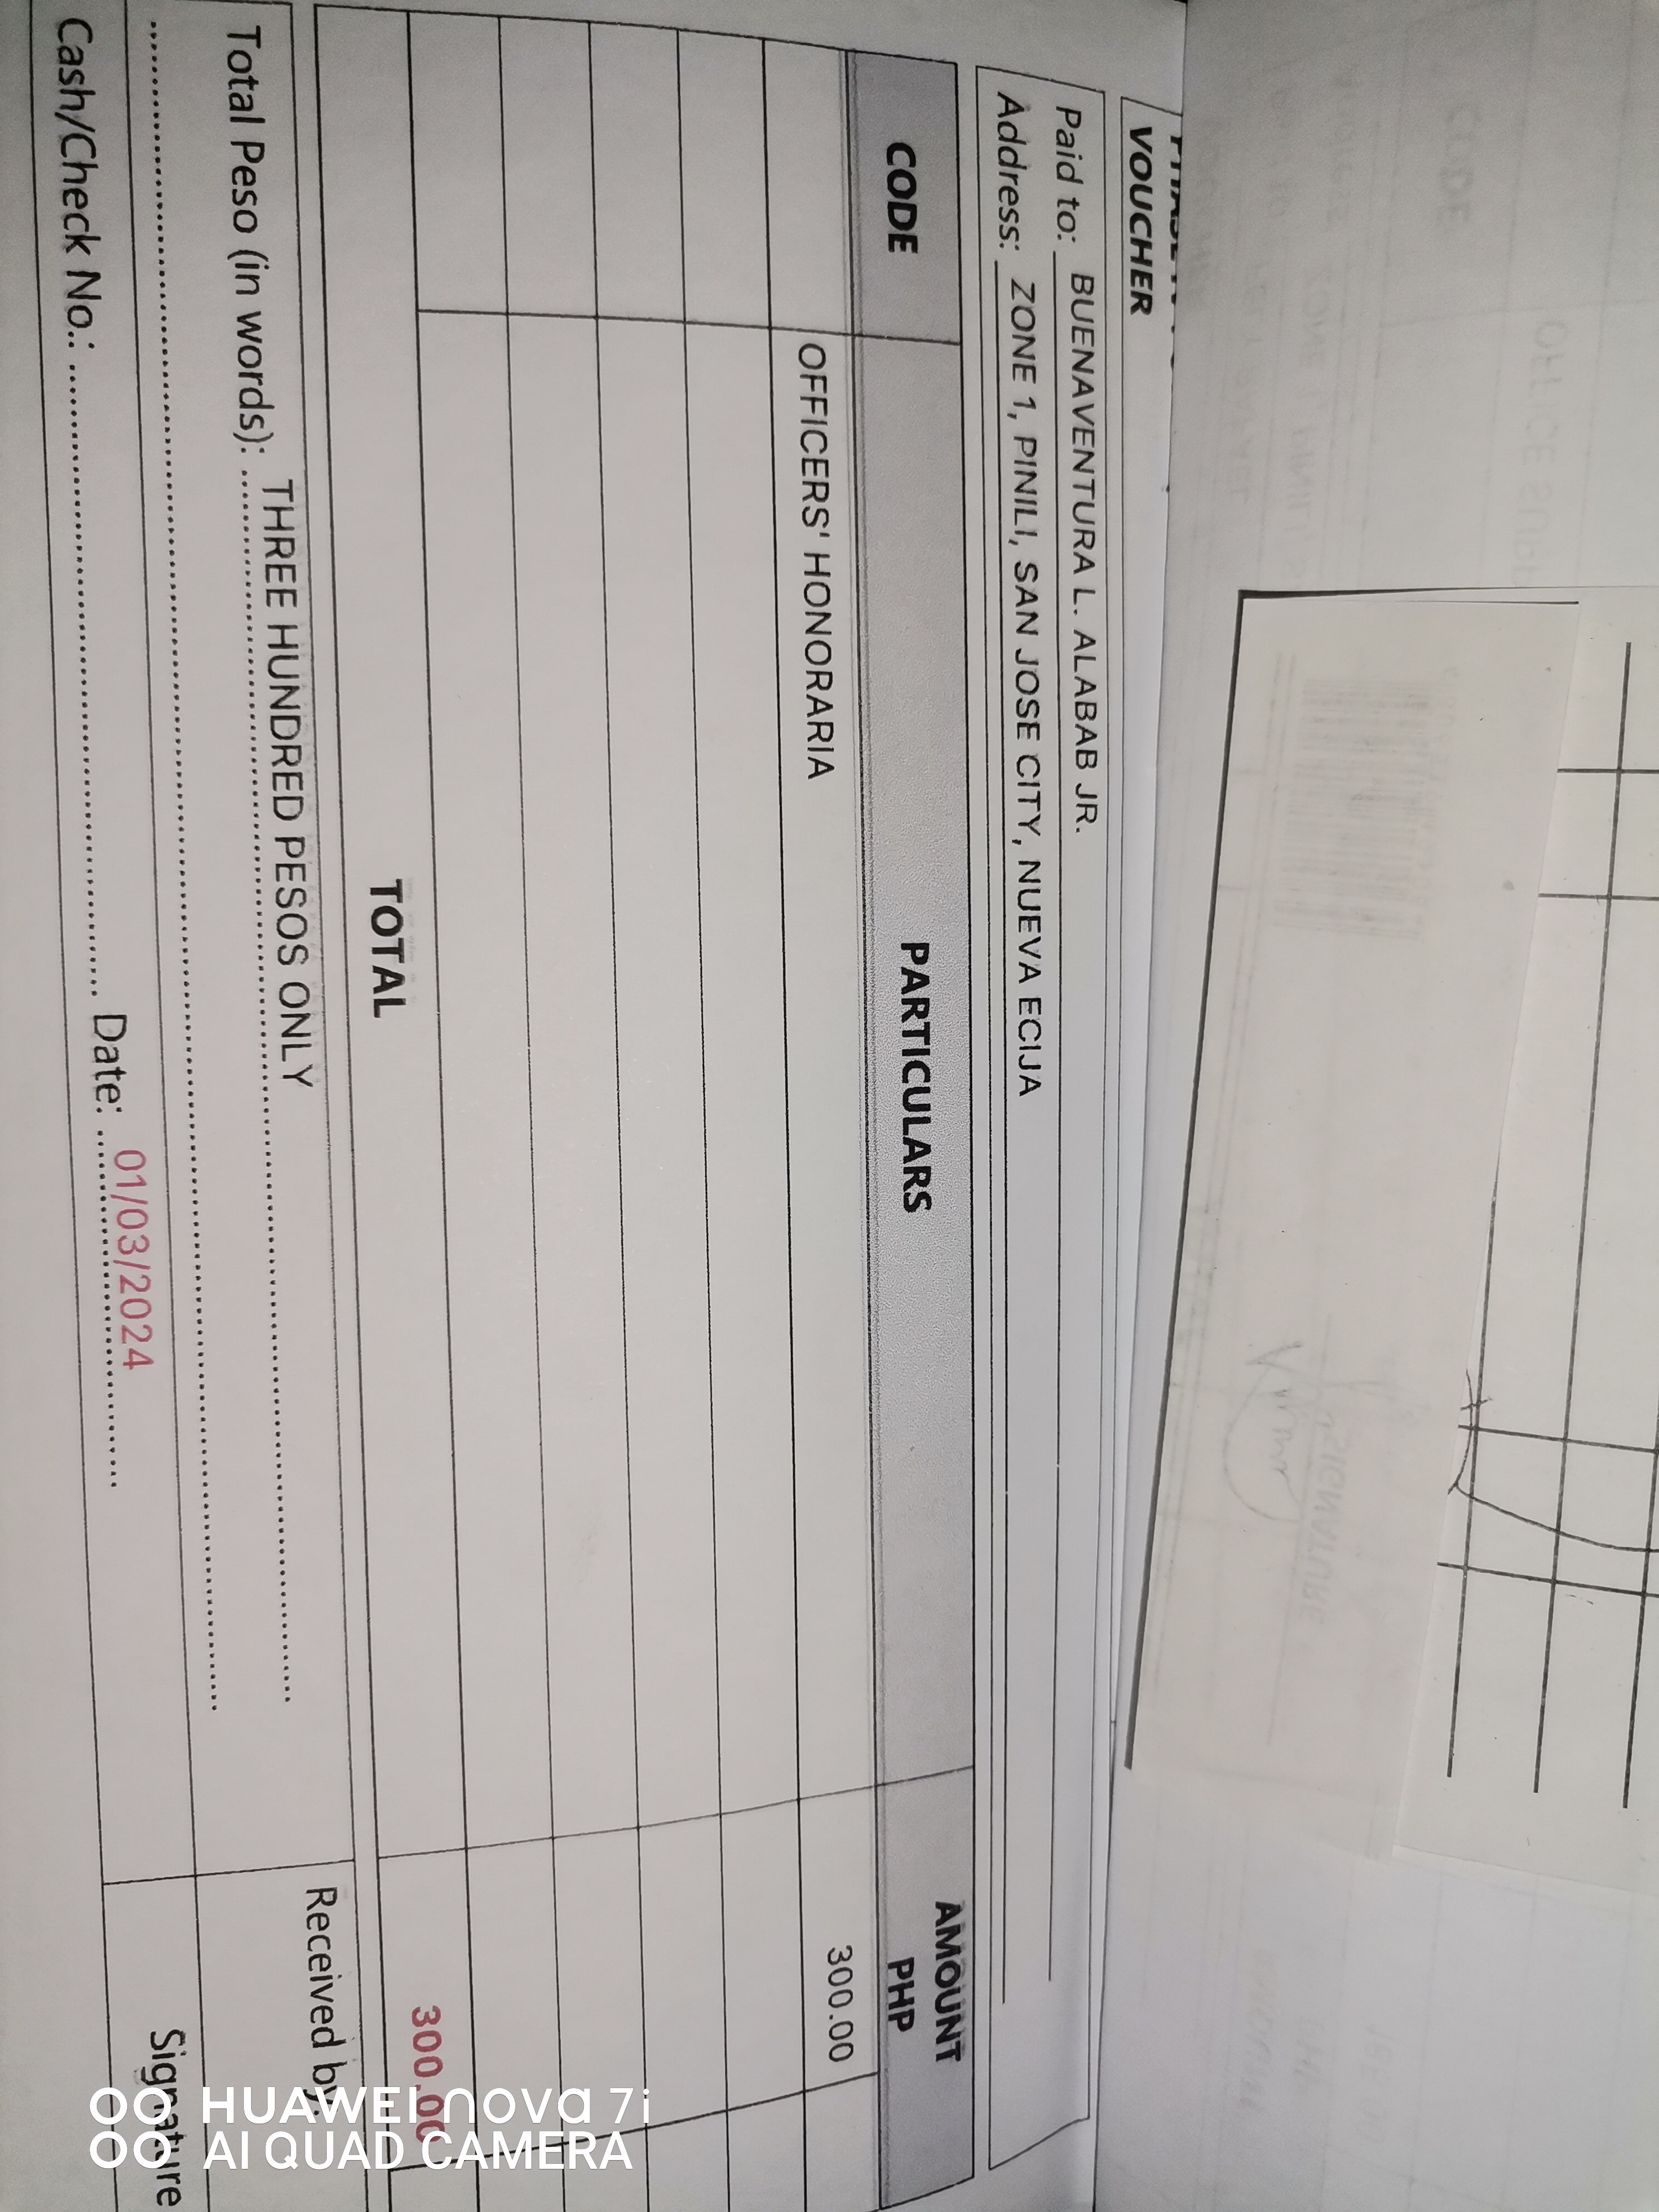 VOUCHER
Paid to: BUENAVENTURA L. ALABAB JR.
Address: ZONE 1, PINILI, SAN JOSE CITY, NUEVA ECIJA
CODE PARTICULARS AMOUNT PHP
OFFICERS' HONORARIA 300.00
TOTAL 300.00
Total Peso (in words): THREE HUNDRED PESOS ONLY
Received by:
Cash/Check No.: Date: 01/03/2024
Signature
HUAWEI nova 7i
AI QUAD CAMERA